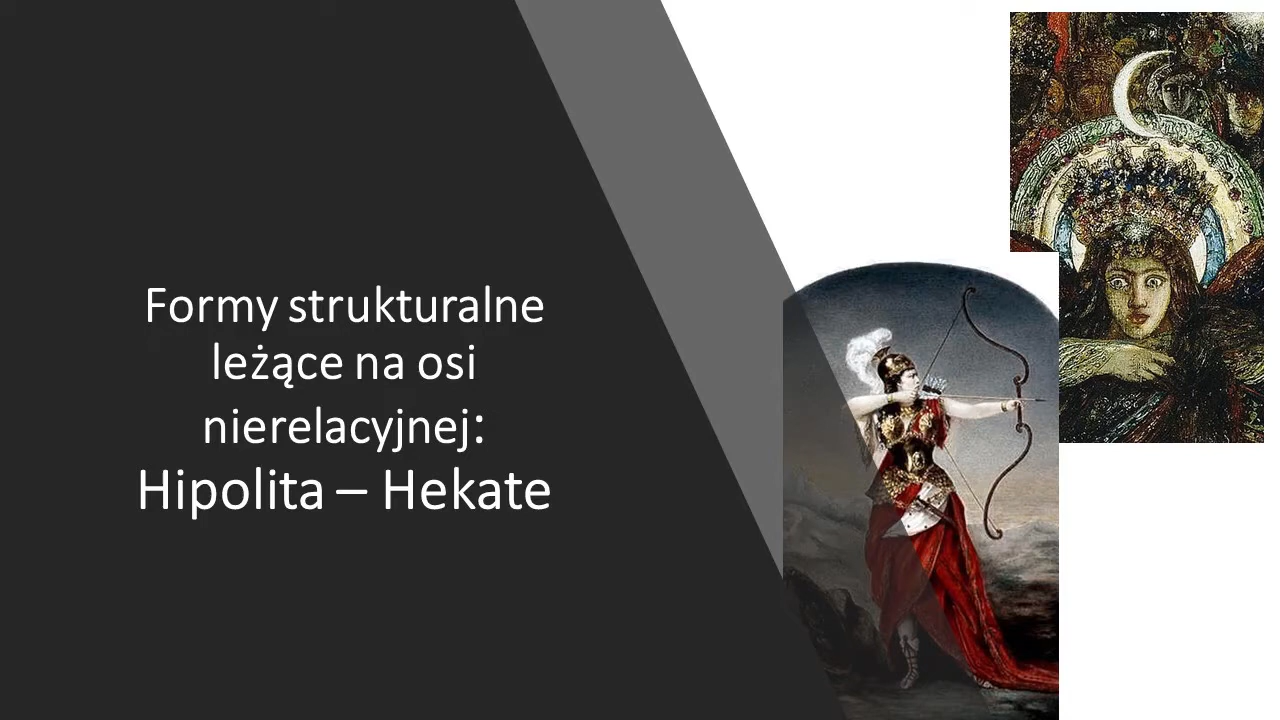 Formy strukturalne
leżące na osi
nierelacyjnej:
Hipolita – Hekate